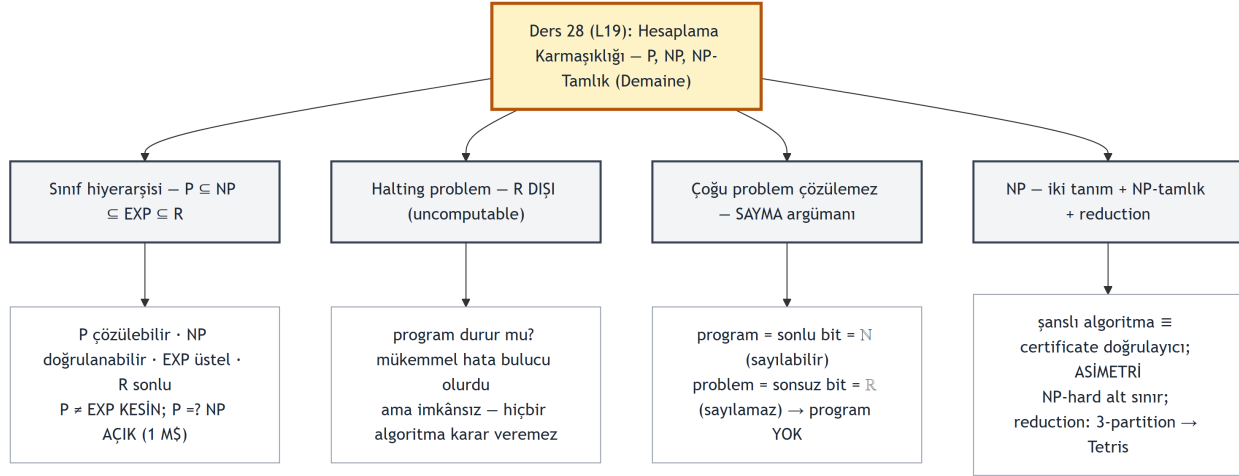 Ders 28 (L19): Hesaplama
Karmaşıklığı — P, NP, NP-
Tamlık (Demaine)
Sınıf hiyerarşisi — P ⊆ NP
⊆ EXP ⊆ R
Halting problem — R DIŞI
(uncomputable)
Çoğu problem çözülemez
— SAYMA argümanı
NP — iki tanım + NP-tamlık
+ reduction
P çözülebilir · NP
doğrulanabilir · EXP üstel ·
R sonlu
P ≠ EXP KESİN; P =? NP
AÇIK (1 M$)
program durur mu?
mükemmel hata bulucu
olurdu
ama imkânsız — hiçbir
algoritma karar veremez
program = sonlu bit = ℕ
(sayılabilir)
problem = sonsuz bit = ℝ
(sayılamaz) → program
YOK
şanslı algoritma ≡
certificate doğrulayıcı;
ASİMETRİ
NP-hard alt sınır;
reduction: 3-partition →
Tetris